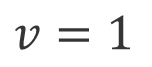 v = 1